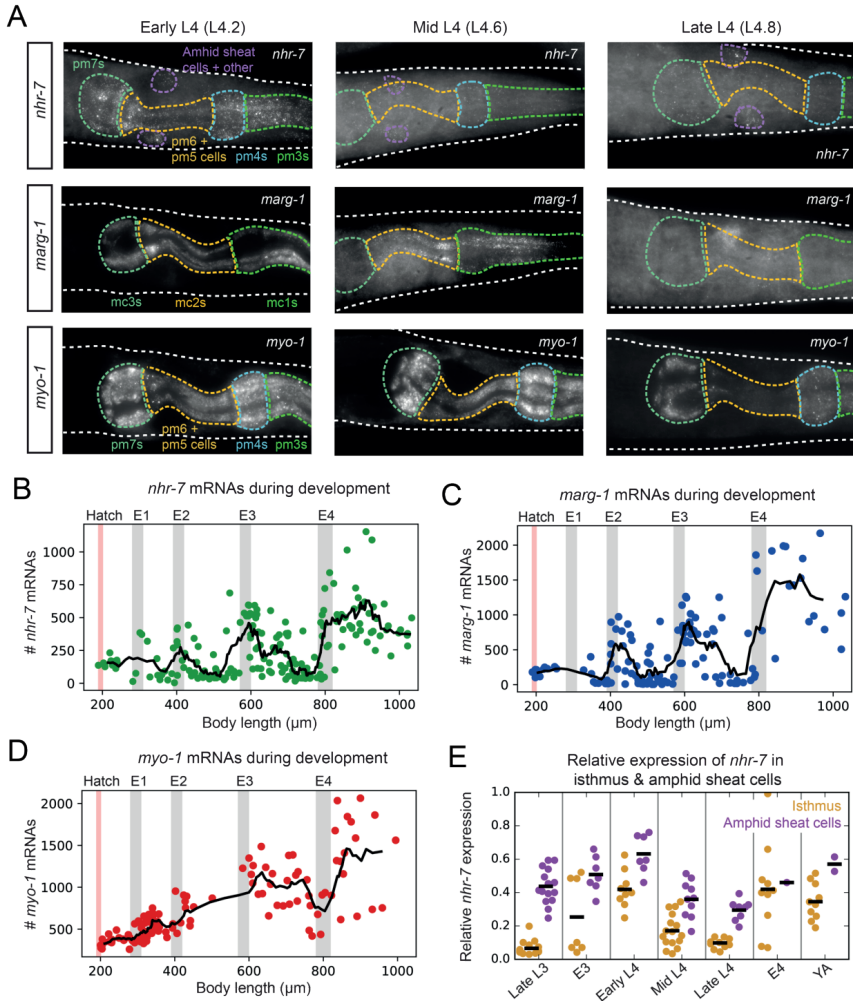 A
Early L4 (L4.2)
Mid L4 (L4.6)
Late L4 (L4.8)
nhr-7
pm7s
Amphid sheat
cells + other
nhr-7
pm6 +
pm5 cells
pm4s
pm3s
nhr-7
nhr-7
marg-1
marg-1
mc3s
mc2s
mc1s
marg-1
marg-1
myo-1
myo-1
pm7s
pm6 +
pm5 cells
pm4s
pm3s
myo-1
myo-1
B
nhr-7 mRNAs during development
Hatch
E1
E2
E3
E4
# nhr-7 mRNAs
1000
750
500
250
0
200
400
600
800
1000
Body length (µm)
C
marg-1 mRNAs during development
Hatch
E1
E2
E3
E4
# marg-1 mRNAs
2000
1500
1000
500
0
200
400
600
800
1000
Body length (µm)
D
myo-1 mRNAs during development
Hatch
E1
E2
E3
E4
# myo-1 mRNAs
2000
1500
1000
500
200
400
600
800
1000
Body length (µm)
E
Relative expression of nhr-7 in
isthmus & amphid sheat cells
Isthmus
Amphid sheat cells
Relative nhr-7 expression
1.0
0.8
0.6
0.4
0.2
0
Late L3
E3
Early L4
Mid L4
Late L4
E4
YA